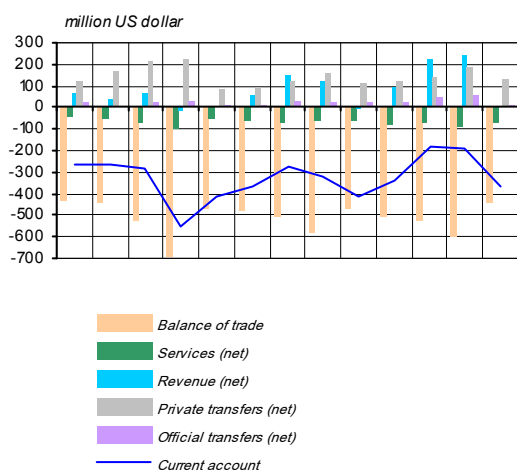 million US dollar
300
200
100
0
-100
-200
-300
-400
-500
-600
-700
Balance of trade
Services (net)
Revenue (net)
Private transfers (net)
Official transfers (net)
Current account